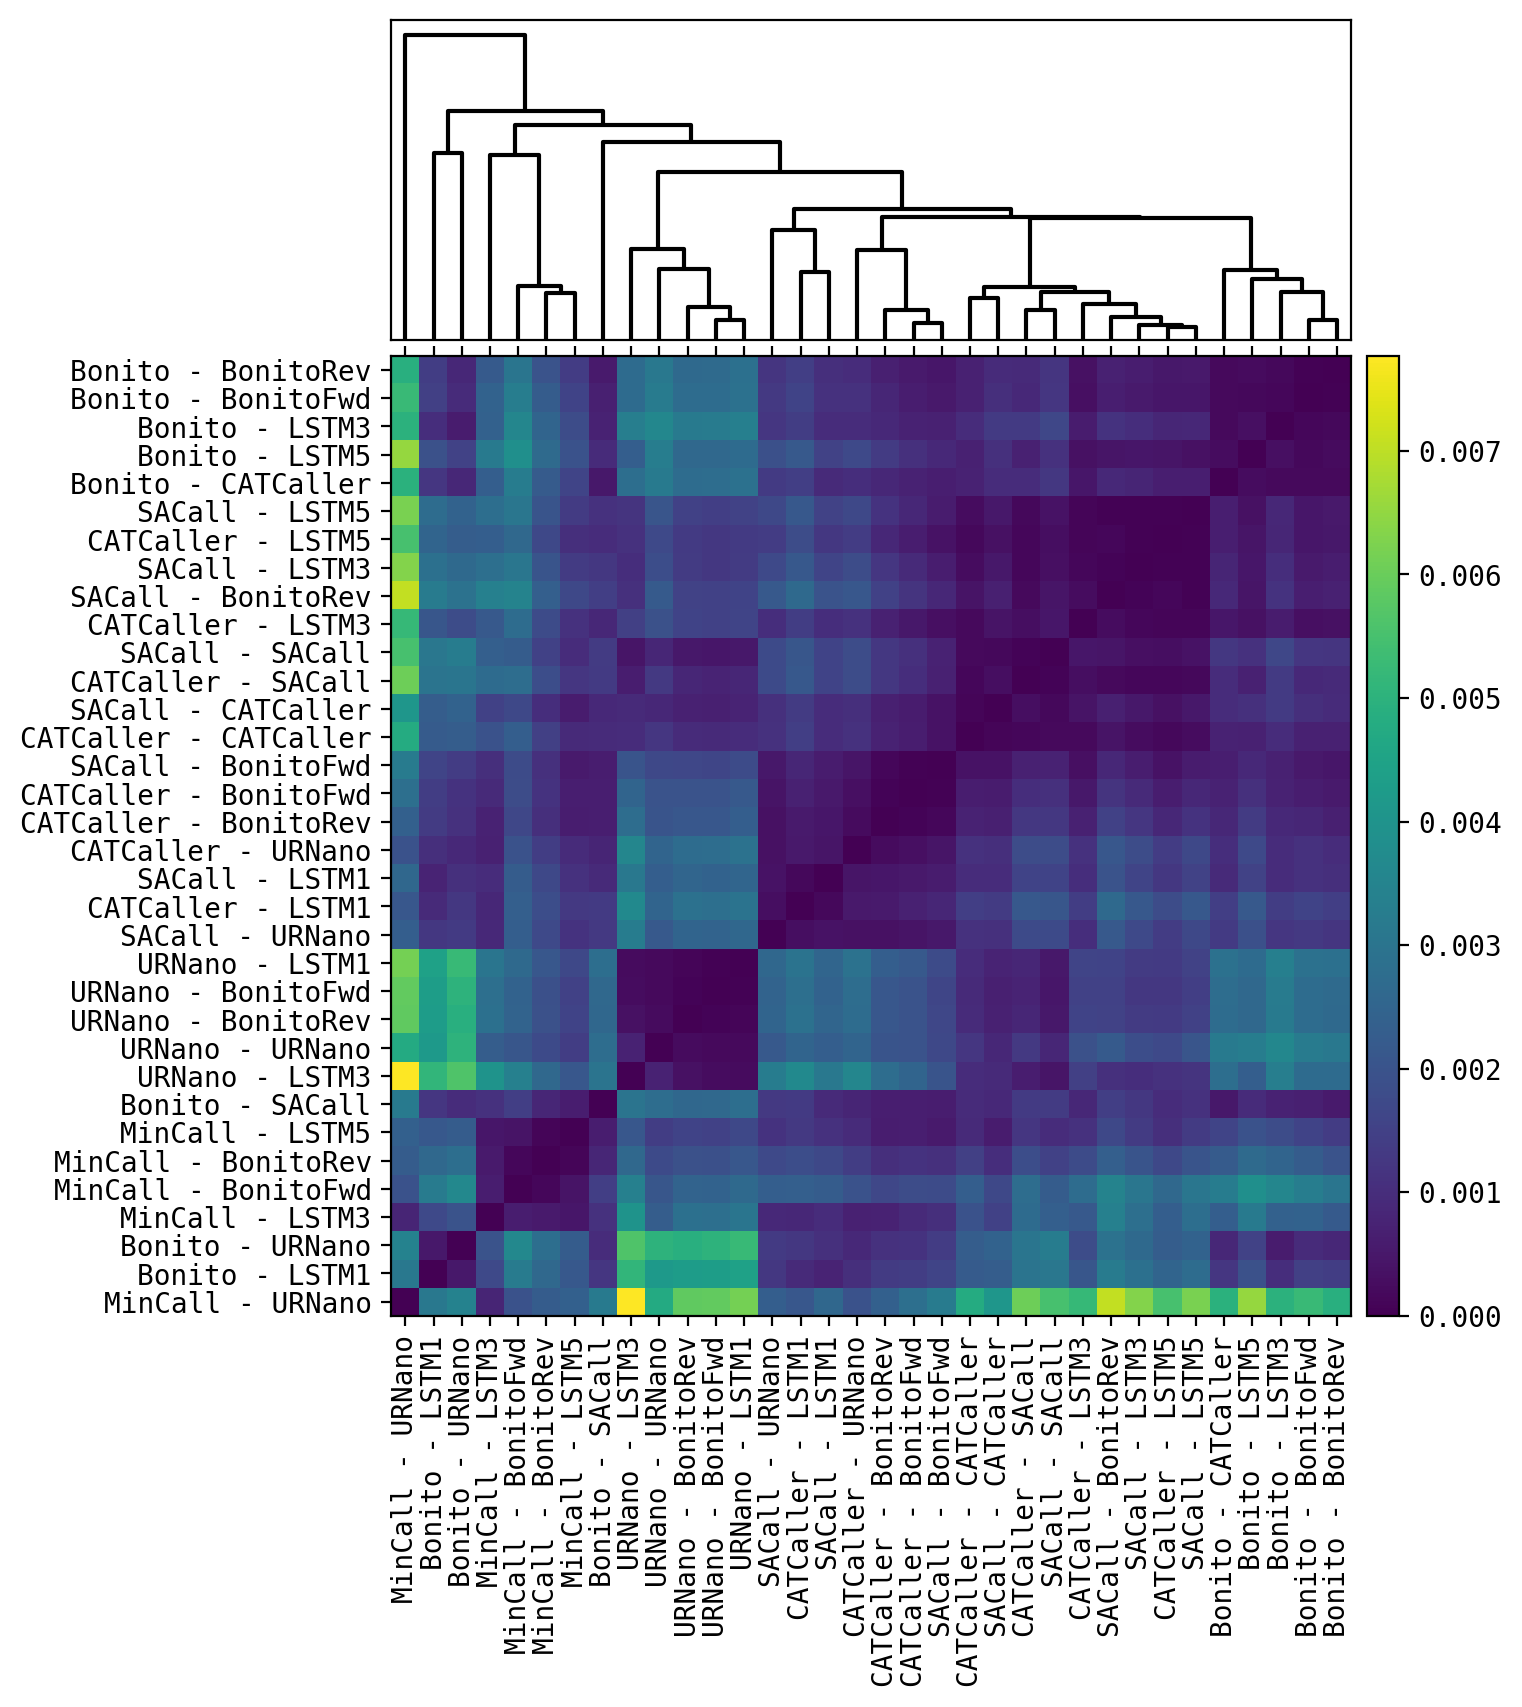 Bonito - BonitoRev
Bonito - BonitoFwd
Bonito - LSTM3
Bonito - LSTM5
Bonito - CATCaller
SACall - LSTM5
CATCaller - LSTM5
SACall - LSTM3
SACall - BonitoRev
CATCaller - LSTM3
SACall - SACall
CATCaller - SACall
SACall - CATCaller
CATCaller - CATCaller
SACall - BonitoFwd
CATCaller - BonitoFwd
CATCaller - BonitoRev
CATCaller - URNano
SACall - LSTM1
CATCaller - LSTM1
SACall - URNano
URNano - LSTM1
URNano - BonitoFwd
URNano - BonitoRev
URNano - URNano
URNano - LSTM3
Bonito - SACall
MinCall - LSTM5
MinCall - BonitoRev
MinCall - BonitoFwd
MinCall - LSTM3
Bonito - URNano
Bonito - LSTM1
MinCall - URNano
0.007
0.006
0.005
0.004
0.003
0.002
0.001
0.000
MinCall - URNano
Bonito - LSTM1
Bonito - URNano
MinCall - LSTM3
MinCall - BonitoFwd
MinCall - BonitoRev
MinCall - LSTM5
Bonito - SACall
URNano - LSTM3
URNano - URNano
URNano - BonitoRev
URNano - BonitoFwd
URNano - LSTM1
SACall - URNano
CATCaller - LSTM1
SACall - LSTM1
CATCaller - URNano
CATCaller - BonitoRev
CATCaller - BonitoFwd
SACall - BonitoFwd
CATCaller - CATCaller
SACall - CATCaller
CATCaller - SACall
SACall - SACall
CATCaller - LSTM3
SACall - BonitoRev
SACall - LSTM3
CATCaller - LSTM5
SACall - LSTM5
Bonito - CATCaller
Bonito - LSTM5
Bonito - LSTM3
Bonito - BonitoFwd
Bonito - BonitoRev